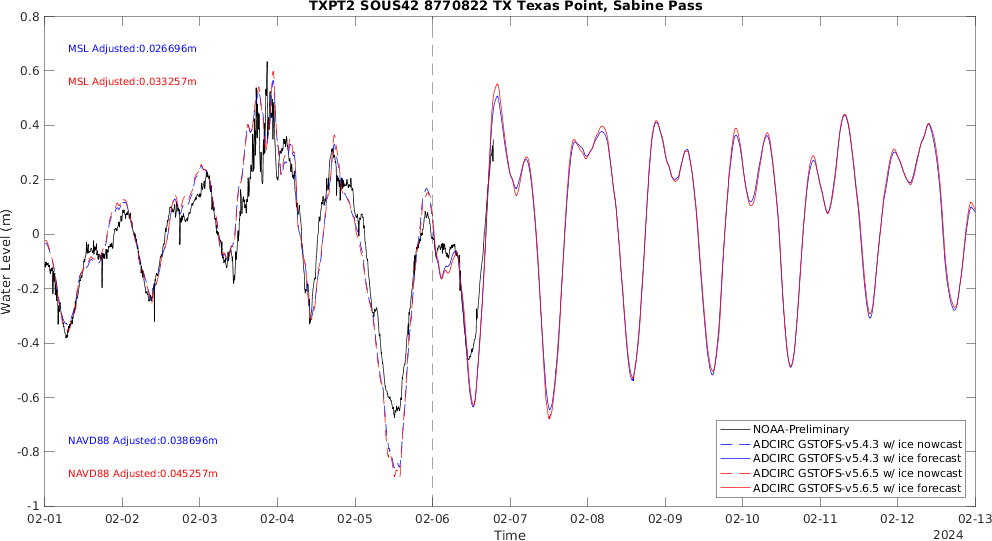 TXPT2 SOUS42 8770822 TX Texas Point, Sabine Pass
MSL Adjusted:0.026696m
MSL Adjusted:0.033257m
NAVD88 Adjusted:0.038696m
NAVD88 Adjusted:0.045257m
Water Level (m)
0.8
0.6
0.4
0.2
0
-0.2
-0.4
-0.6
-0.8
-1
NOAA-Preliminary
ADCIRC GSTOFS-v5.4.3 w/ ice nowcast
ADCIRC GSTOFS-v5.4.3 w/ ice forecast
ADCIRC GSTOFS-v5.6.5 w/ ice nowcast
ADCIRC GSTOFS-v5.6.5 w/ ice forecast
02-01 02-02 02-03 02-04 02-05 02-06 02-07 02-08 02-09 02-10 02-11 02-12 02-13
Time
2024